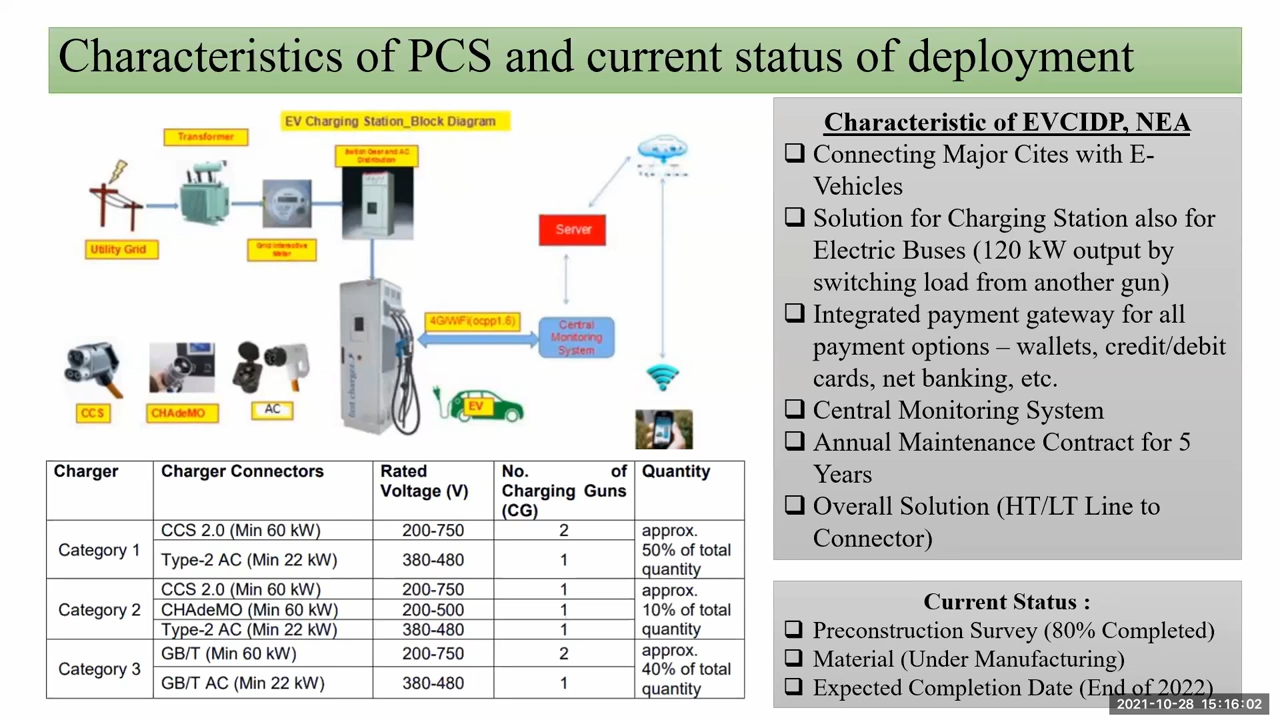 Characteristics of PCS and current status of deployment
EV Charging Station_Block Diagram
Transformer
Switch Gear and AC
Distribution
Utility Grid
Grid Interactive
Meter
Server
4G/WiFi(ocpp1.6)
Central
Monitoring
System
fast charger
CCS
CHAdeMO
AC
EV
Charger
Charger Connectors
Rated
Voltage (V)
No. of
Charging Guns
(CG)
Quantity
Category 1
CCS 2.0 (Min 60 kW)
200-750
2
Type-2 AC (Min 22 kW)
380-480
1
approx.
50% of total
quantity
Category 2
CCS 2.0 (Min 60 kW)
200-750
1
CHAdeMO (Min 60 kW)
200-500
1
Type-2 AC (Min 22 kW)
380-480
1
approx.
10% of total
quantity
Category 3
GB/T (Min 60 kW)
200-750
2
GB/T AC (Min 22 kW)
380-480
1
approx.
40% of total
quantity
Characteristic of EVCIDP, NEA
Connecting Major Cites with E-
Vehicles
Solution for Charging Station also for
Electric Buses (120 kW output by
switching load from another gun)
Integrated payment gateway for all
payment options – wallets, credit/debit
cards, net banking, etc.
Central Monitoring System
Annual Maintenance Contract for 5
Years
Overall Solution (HT/LT Line to
Connector)
Current Status :
Preconstruction Survey (80% Completed)
Material (Under Manufacturing)
Expected Completion Date (End of 2022)
2021-10-28 15:16:02